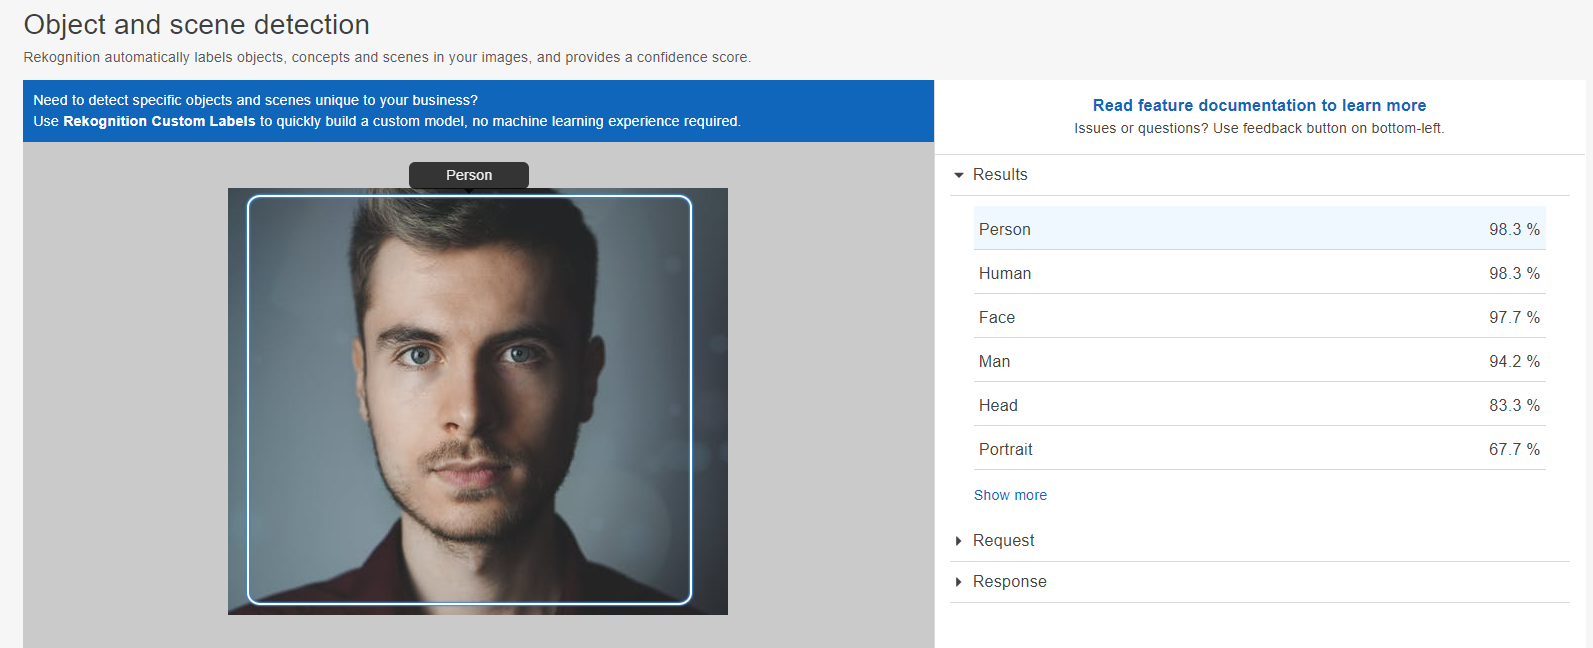 Object and scene detection
Rekognition automatically labels objects, concepts and scenes in your images, and provides a confidence score.
Need to detect specific objects and scenes unique to your business?
Use Rekognition Custom Labels to quickly build a custom model, no machine learning experience required.
Person
Read feature documentation to learn more
Issues or questions? Use feedback button on bottom-left.
Results
Person 98.3 %
Human 98.3 %
Face 97.7 %
Man 94.2 %
Head 83.3 %
Portrait 67.7 %
Show more
Request
Response